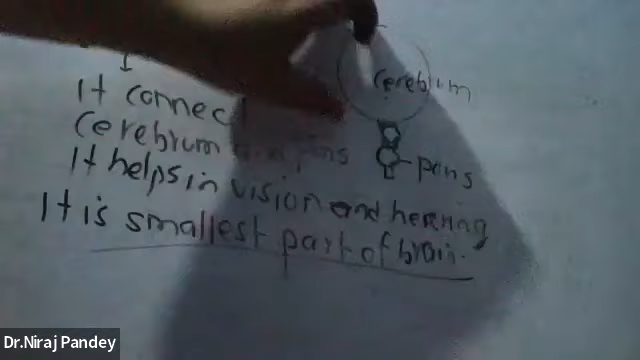 It connec
Cerebrum
It helps in vision and hearing
It is smallest part of brain.
Cerebrum
pons
Dr.Niraj Pandey